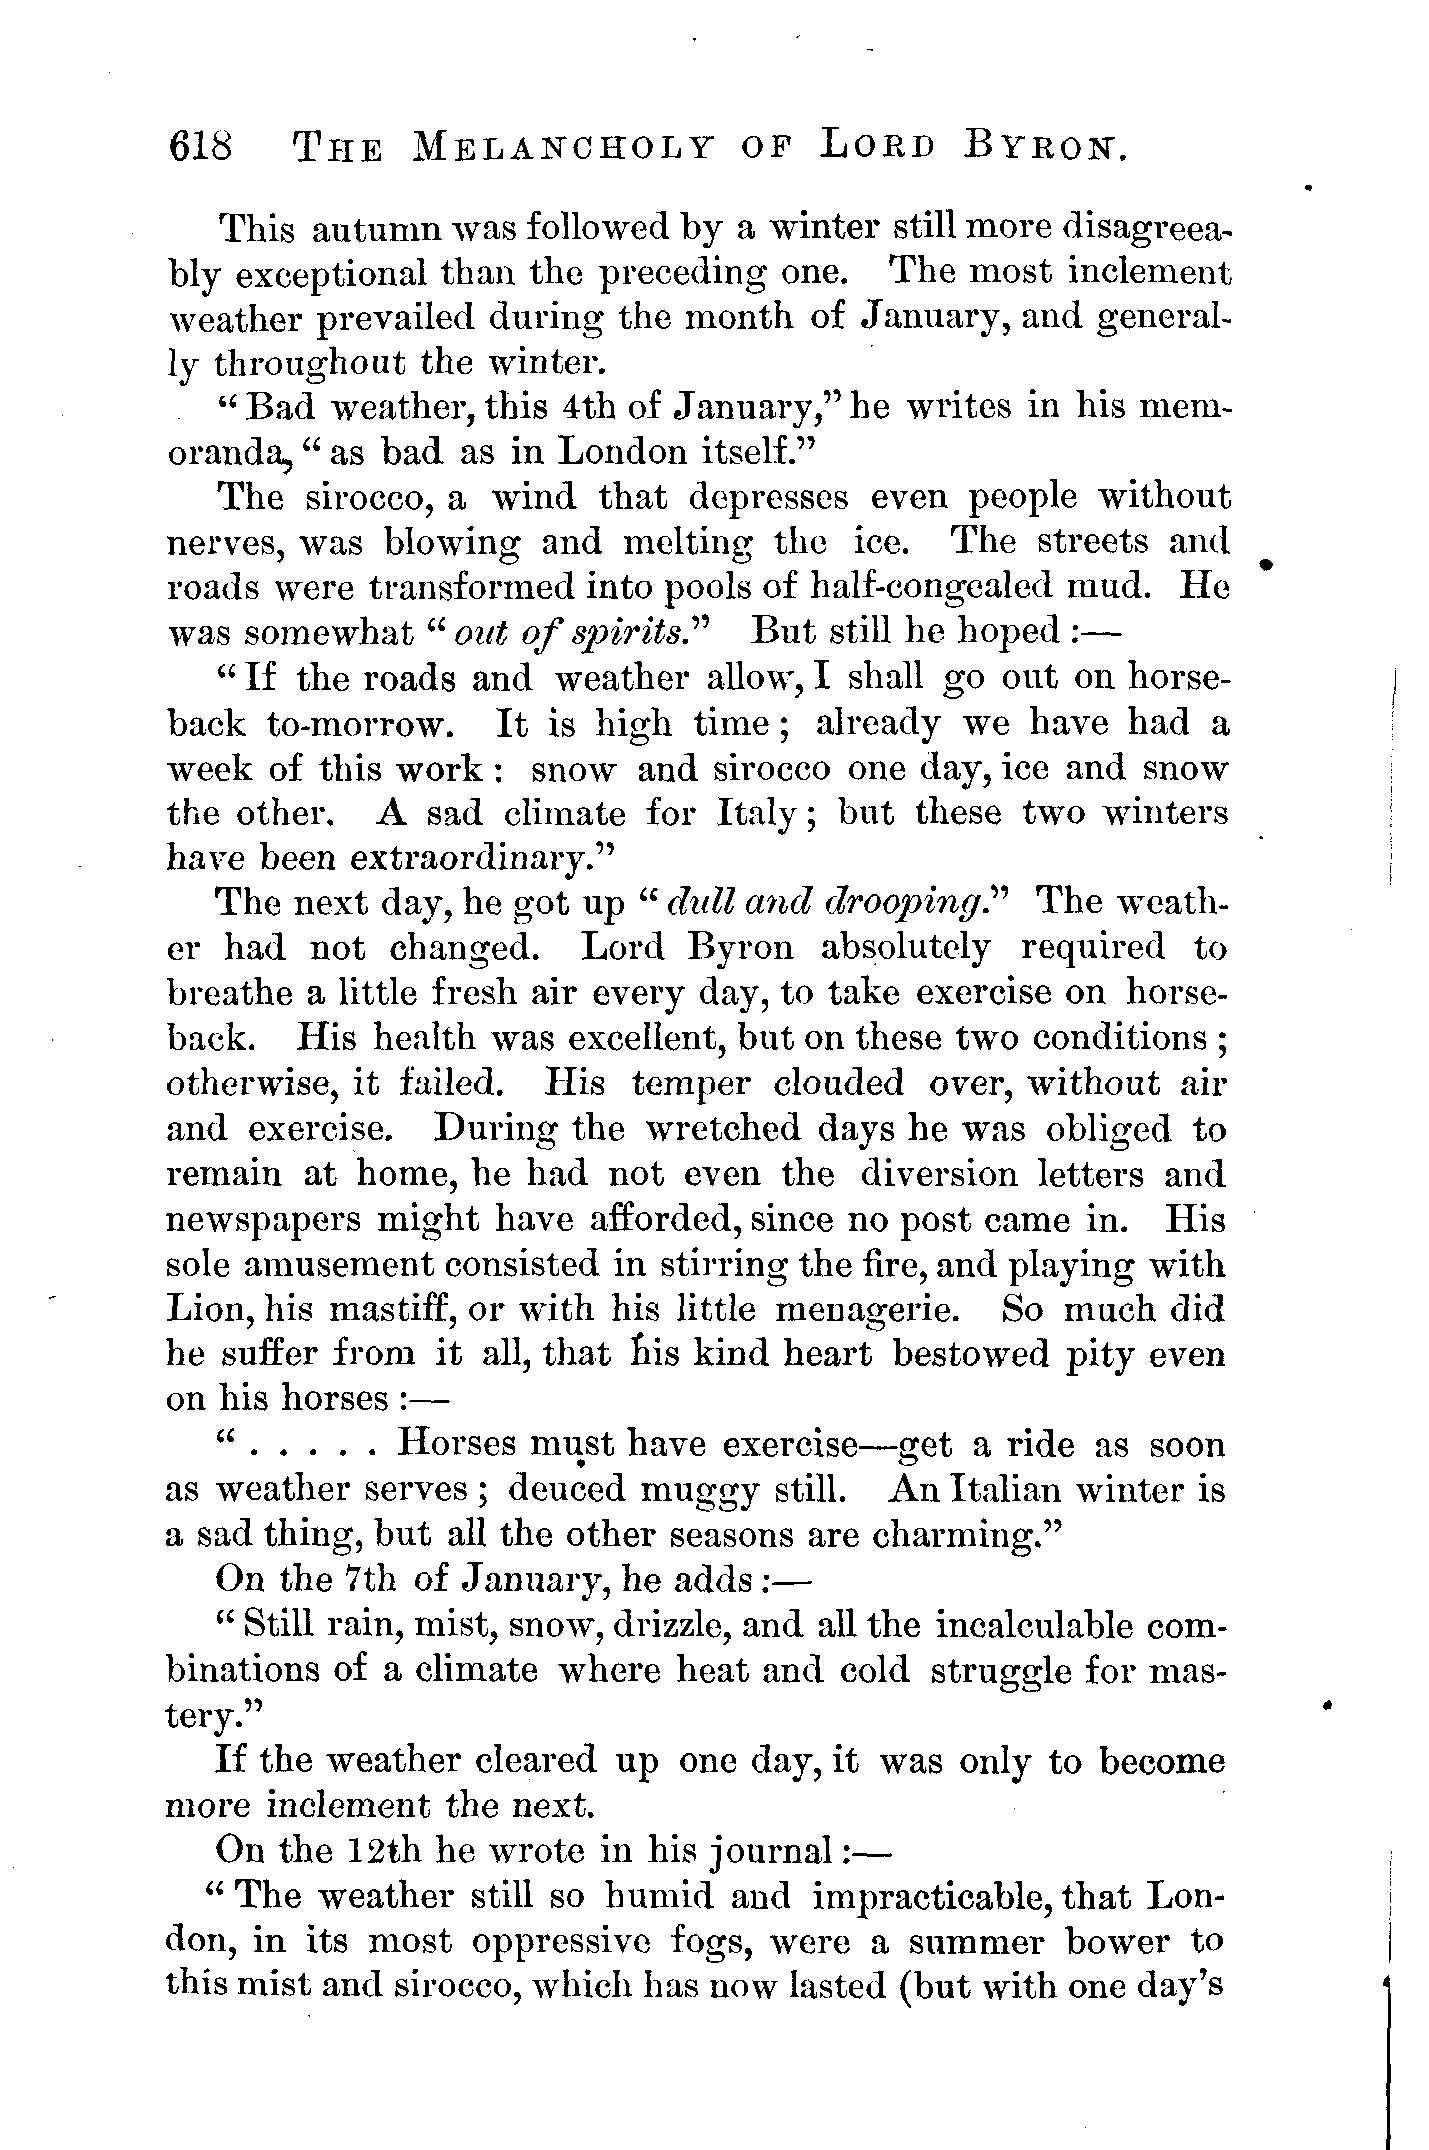 618 THE MELANCHOLY OF LORD BYRON.
This autumn was followed by a winter still more disagreea-
bly exceptional than the preceding one. The most inclement
weather prevailed during the month of January, and general-
ly throughout the winter.
“Bad weather, this 4th of January,” he writes in his mem-
oranda, “as bad as in London itself.”
The sirocco, a wind that depresses even people without
nerves, was blowing and melting the ice. The streets and
roads were transformed into pools of half-congealed mud. He
was somewhat “out of spirits.” But still he hoped :—
“If the roads and weather allow, I shall go out on horse-
back to-morrow. It is high time; already we have had a
week of this work: snow and sirocco one day, ice and snow
the other. A sad climate for Italy; but these two winters
have been extraordinary.”
The next day, he got up “dull and drooping.” The weath-
er had not changed. Lord Byron absolutely required to
breathe a little fresh air every day, to take exercise on horse-
back. His health was excellent, but on these two conditions;
otherwise, it failed. His temper clouded over, without air
and exercise. During the wretched days he was obliged to
remain at home, he had not even the diversion letters and
newspapers might have afforded, since no post came in. His
sole amusement consisted in stirring the fire, and playing with
Lion, his mastiff, or with his little menagerie. So much did
he suffer from it all, that his kind heart bestowed pity even
on his horses :—
“ . . . . . Horses must have exercise—get a ride as soon
as weather serves; deuced muggy still. An Italian winter is
a sad thing, but all the other seasons are charming.”
On the 7th of January, he adds :—
“Still rain, mist, snow, drizzle, and all the incalculable com-
binations of a climate where heat and cold struggle for mas-
tery.”
If the weather cleared up one day, it was only to become
more inclement the next.
On the 12th he wrote in his journal :—
“The weather still so humid and impracticable, that Lon-
don, in its most oppressive fogs, were a summer bower to
this mist and sirocco, which has now lasted (but with one day's